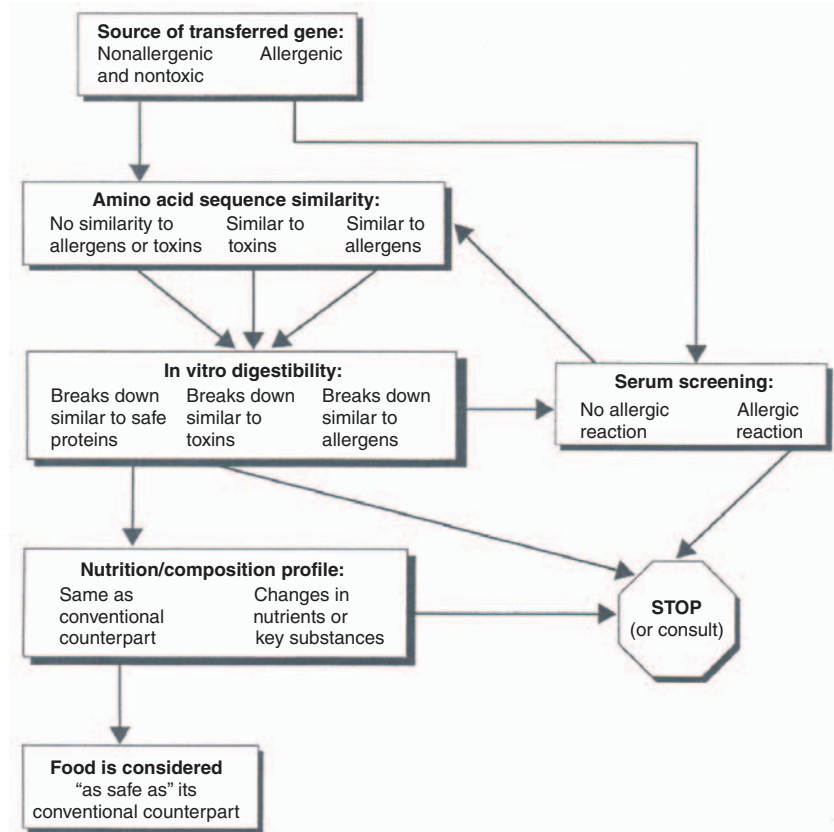 Source of transferred gene:
Nonallergenic and nontoxic
Allergenic
Amino acid sequence similarity:
No similarity to allergens or toxins
Similar to toxins
Similar to allergens
In vitro digestibility:
Breaks down similar to safe proteins
Breaks down similar to toxins
Breaks down similar to allergens
Serum screening:
No allergic reaction
Allergic reaction
Nutrition/composition profile:
Same as conventional counterpart
Changes in nutrients or key substances
STOP
(or consult)
Food is considered
“as safe as” its
conventional counterpart